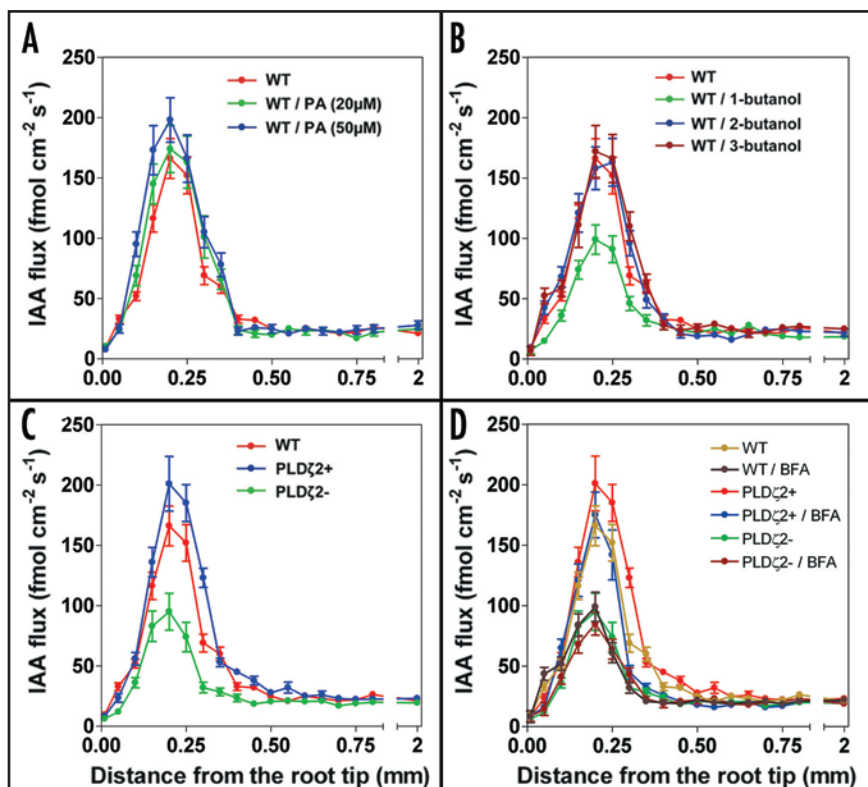 A
IAA flux (fmol cm⁻² s⁻¹)
250
200
150
100
50
0
0.00
0.25
0.50
0.75
2
WT
WT / PA (20μM)
WT / PA (50μM)
B
IAA flux (fmol cm⁻² s⁻¹)
250
200
150
100
50
0
0.00
0.25
0.50
0.75
2
WT
WT / 1-butanol
WT / 2-butanol
WT / 3-butanol
C
IAA flux (fmol cm⁻² s⁻¹)
250
200
150
100
50
0
0.00
0.25
0.50
0.75
2
Distance from the root tip (mm)
WT
PLDζ2+
PLDζ2-
D
IAA flux (fmol cm⁻² s⁻¹)
250
200
150
100
50
0
0.00
0.25
0.50
0.75
2
Distance from the root tip (mm)
WT
WT / BFA
PLDζ2+
PLDζ2+ / BFA
PLDζ2-
PLDζ2- / BFA